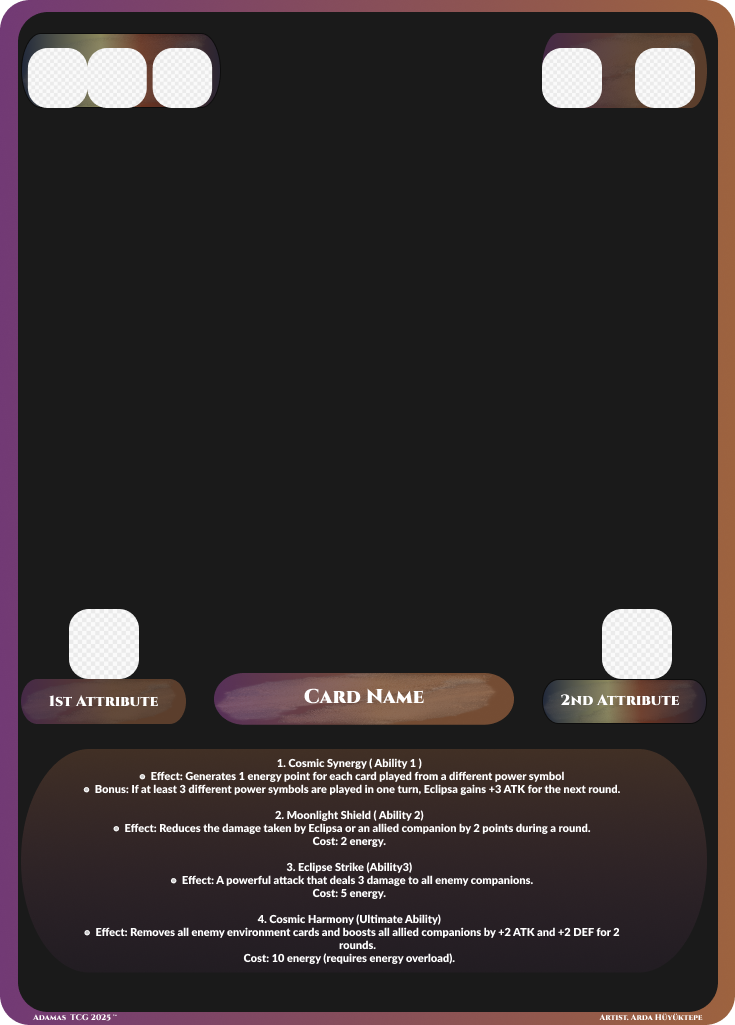 1st Attribute
Card Name
2nd Attribute
1. Cosmic Synergy ( Ability 1 )
Effect: Generates 1 energy point for each card played from a different power symbol
Bonus: If at least 3 different power symbols are played in one turn, Eclipsa gains +3 ATK for the next round.
2. Moonlight Shield ( Ability 2)
Effect: Reduces the damage taken by Eclipsa or an allied companion by 2 points during a round.
Cost: 2 energy.
3. Eclipse Strike (Ability3)
Effect: A powerful attack that deals 3 damage to all enemy companions.
Cost: 5 energy.
4. Cosmic Harmony (Ultimate Ability)
Effect: Removes all enemy environment cards and boosts all allied companions by +2 ATK and +2 DEF for 2
rounds.
Cost: 10 energy (requires energy overload).
Adamas TCG 2025 ™
Artist. Arda Hüyüktepe